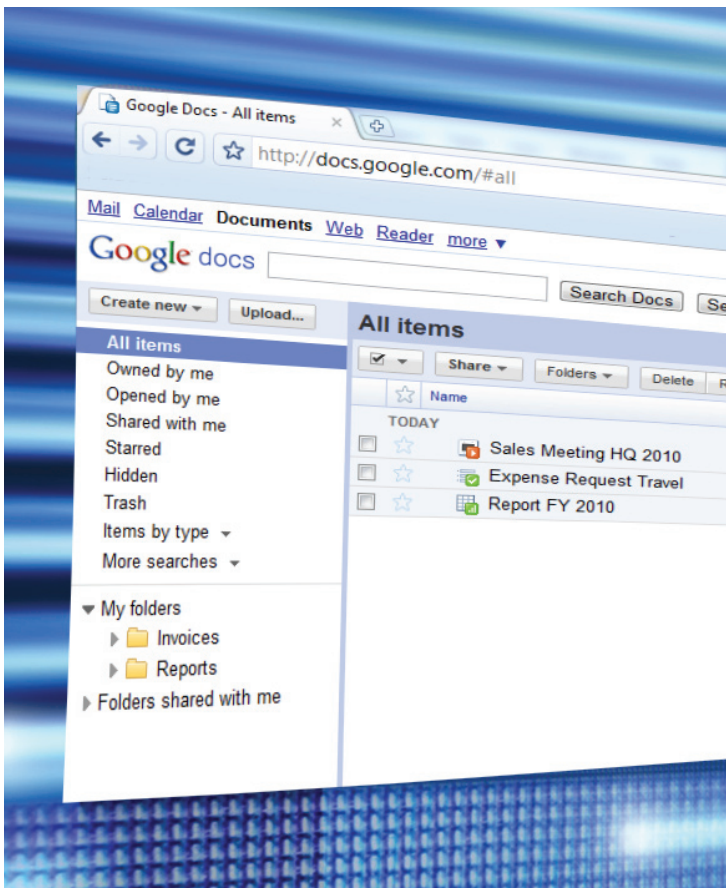 Google Docs - All items
http://docs.google.com/#all
Mail Calendar Documents Web Reader more
Google docs
Search Docs
Create new
Upload...
All items
Owned by me
Opened by me
Shared with me
Starred
Hidden
Trash
Items by type
More searches
My folders
Invoices
Reports
Folders shared with me
All items
Share
Folders
Delete
Name
TODAY
Sales Meeting HQ 2010
Expense Request Travel
Report FY 2010